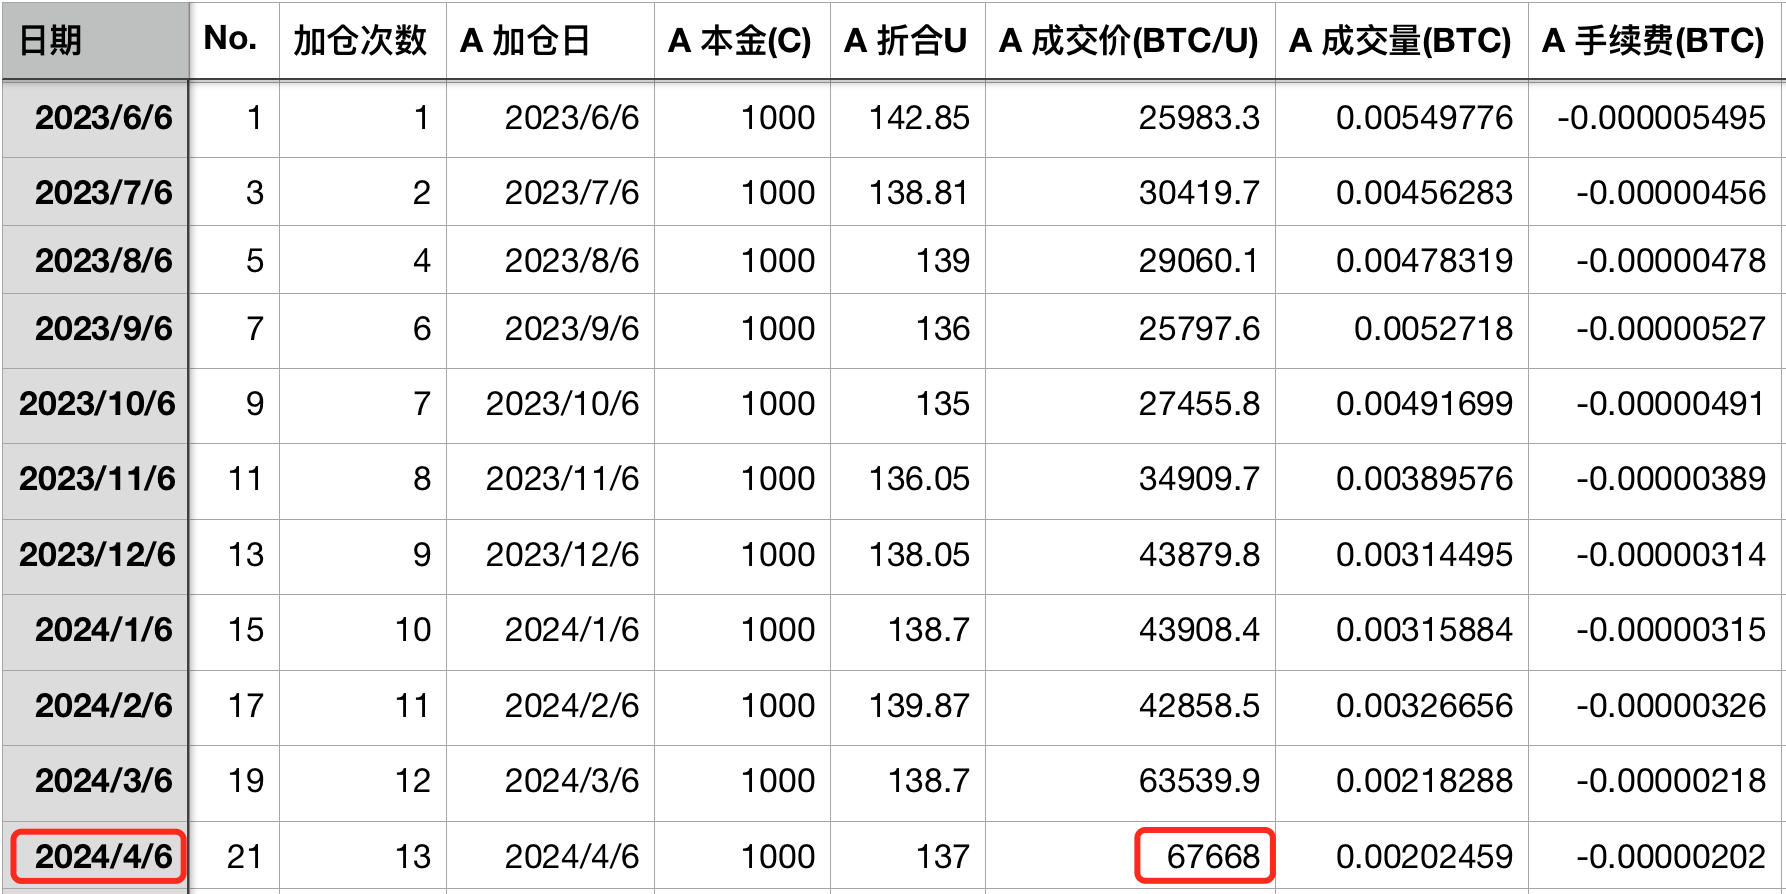 日期 No. 加仓次数 A 加仓日 A 本金(C) A 折合U A 成交价(BTC/U) A 成交量(BTC) A 手续费(BTC)
2023/6/6 1 1 2023/6/6 1000 142.85 25983.3 0.00549776 -0.000005495
2023/7/6 3 2 2023/7/6 1000 138.81 30419.7 0.00456283 -0.00000456
2023/8/6 5 4 2023/8/6 1000 139 29060.1 0.00478319 -0.00000478
2023/9/6 7 6 2023/9/6 1000 136 25797.6 0.0052718 -0.00000527
2023/10/6 9 7 2023/10/6 1000 135 27455.8 0.00491699 -0.00000491
2023/11/6 11 8 2023/11/6 1000 136.05 34909.7 0.00389576 -0.00000389
2023/12/6 13 9 2023/12/6 1000 138.05 43879.8 0.00314495 -0.00000314
2024/1/6 15 10 2024/1/6 1000 138.7 43908.4 0.00315884 -0.00000315
2024/2/6 17 11 2024/2/6 1000 139.87 42858.5 0.00326656 -0.00000326
2024/3/6 19 12 2024/3/6 1000 138.7 63539.9 0.00218288 -0.00000218
2024/4/6 21 13 2024/4/6 1000 137 67668 0.00202459 -0.00000202